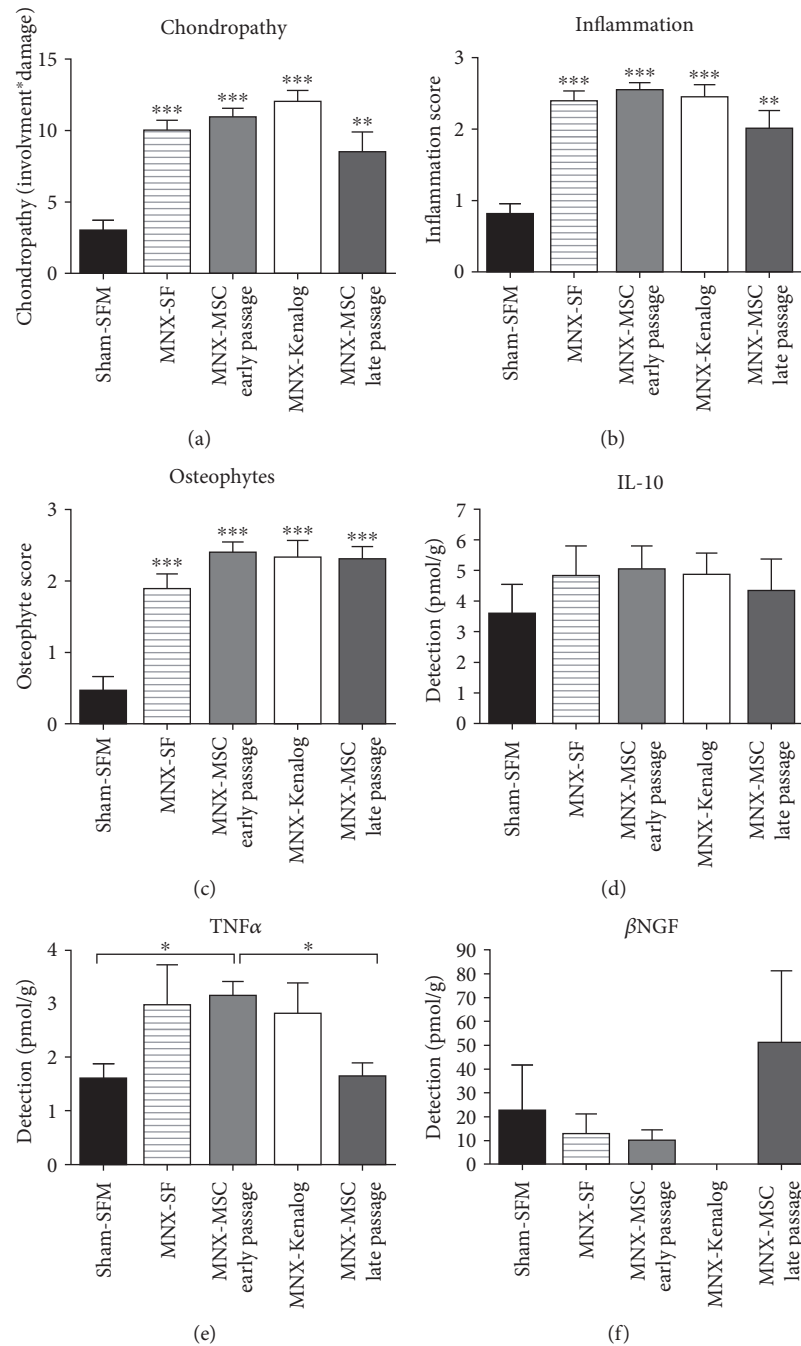 Chondropathy
Chondropathy (involvment*damage)
15
10
5
0
***
***
***
**
Sham-SFM
MNX-SF
MNX-MSC
early passage
MNX-Kenalog
MNX-MSC
late passage
(a)
Inflammation
Inflammation score
3
2
1
0
***
***
***
**
Sham-SFM
MNX-SF
MNX-MSC
early passage
MNX-Kenalog
MNX-MSC
late passage
(b)
Osteophytes
Osteophyte score
3
2
1
0
***
***
***
***
Sham-SFM
MNX-SF
MNX-MSC
early passage
MNX-Kenalog
MNX-MSC
late passage
(c)
IL-10
Detection (pmol/g)
7
6
5
4
3
2
1
0
Sham-SFM
MNX-SF
MNX-MSC
early passage
MNX-Kenalog
MNX-MSC
late passage
(d)
TNFα
Detection (pmol/g)
4
3
2
1
0
*
*
Sham-SFM
MNX-SF
MNX-MSC
early passage
MNX-Kenalog
MNX-MSC
late passage
(e)
βNGF
Detection (pmol/g)
90
80
70
60
50
40
30
20
10
0
Sham-SFM
MNX-SF
MNX-MSC
early passage
MNX-Kenalog
MNX-MSC
late passage
(f)